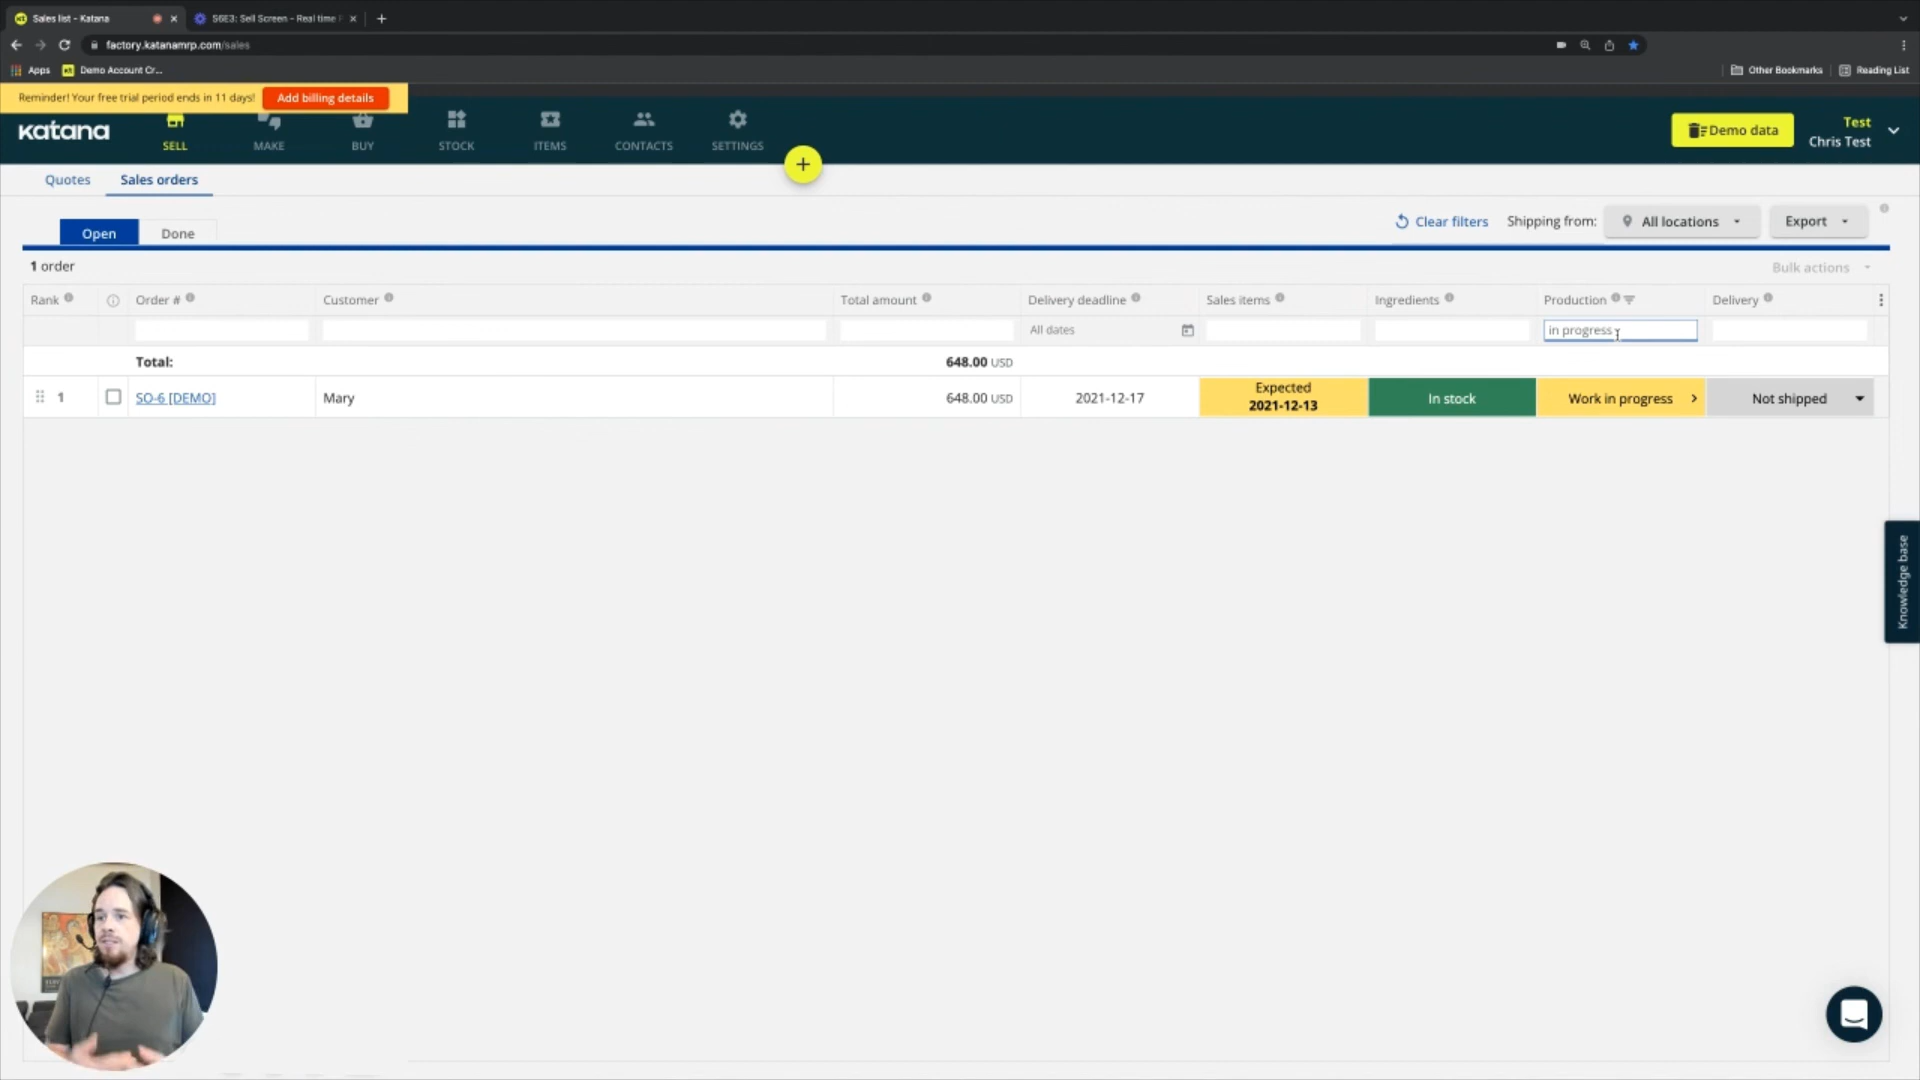 Sales list - Katana
S6E3: Sell Screen - Real time P
factory.katanamrp.com/sales
Apps
Demo Account Cr...
Other Bookmarks
Reading List
Reminder! Your free trial period ends in 11 days!
Add billing details
katana
SELL
MAKE
BUY
STOCK
ITEMS
CONTACTS
SETTINGS
+
Demo data
Test
Chris Test
Quotes
Sales orders
Open
Done
Clear filters
Shipping from:
All locations
Export
1 order
Bulk actions
Rank
Order #
Customer
Total amount
Delivery deadline
Sales items
Ingredients
Production
Delivery
All dates
in progress
Total:
648.00 USD
1
SO-6 [DEMO]
Mary
648.00 USD
2021-12-17
Expected
2021-12-13
In stock
Work in progress
Not shipped
Knowledge base